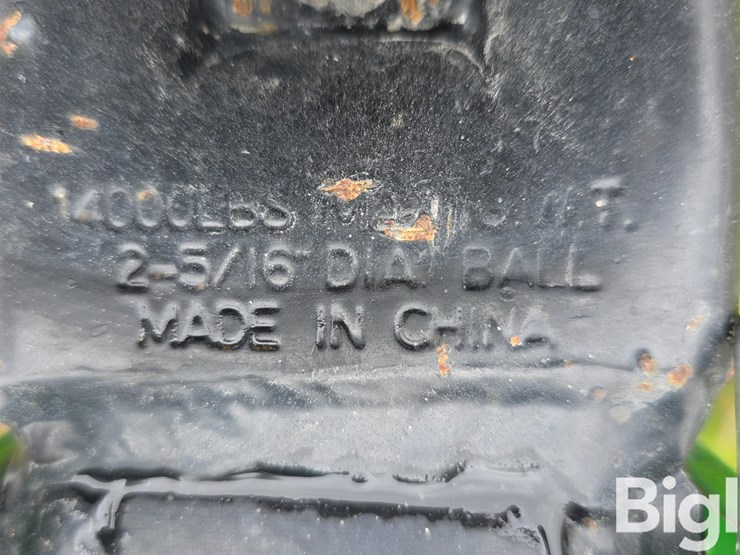 14000LBS
2-5/16" DIA. BALL
MADE IN CHINA
Bigl